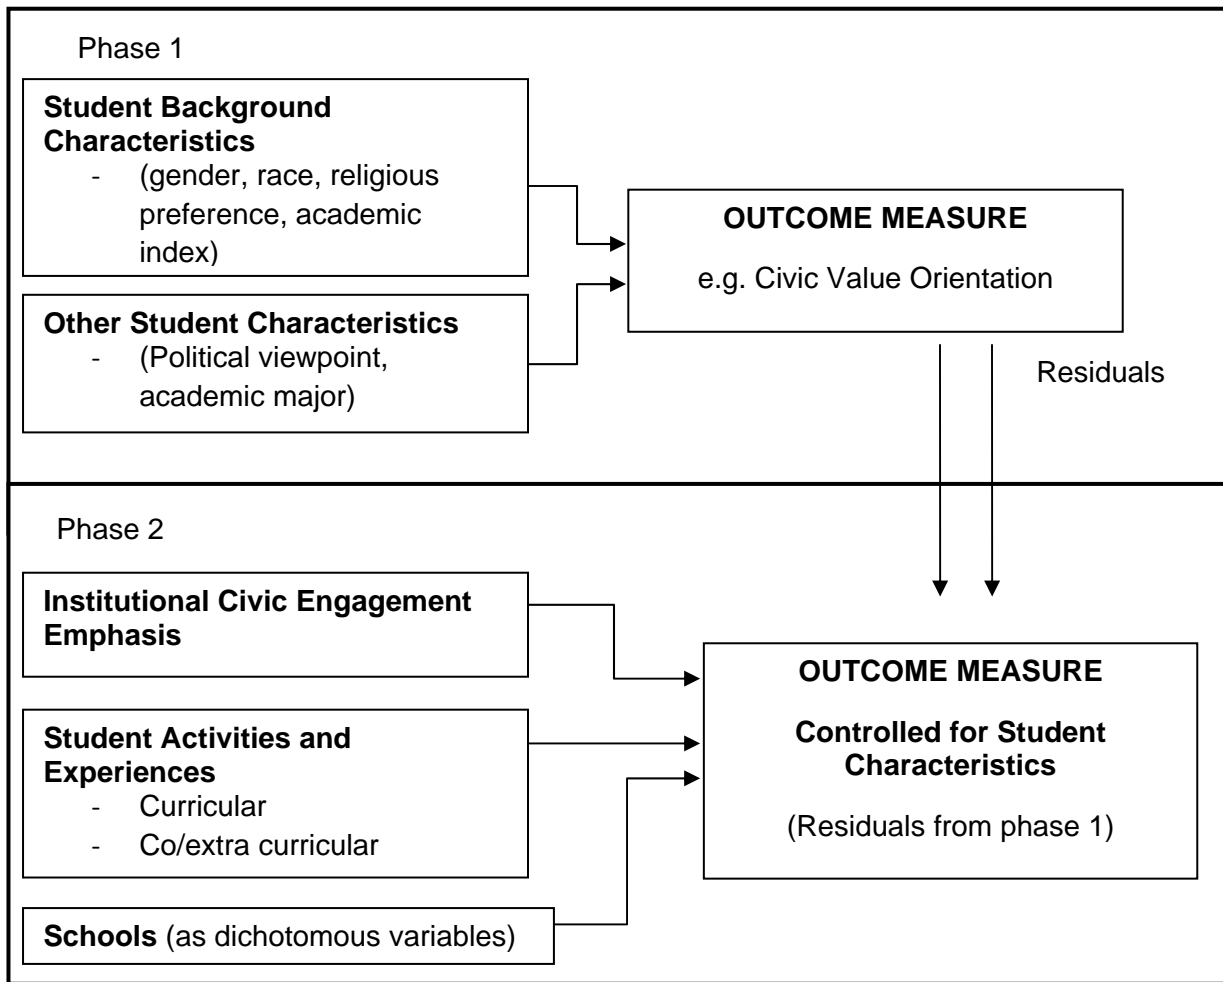 Phase 1
Student Background
Characteristics
- (gender, race, religious
preference, academic
index)
OUTCOME MEASURE
e.g. Civic Value Orientation
Other Student Characteristics
- (Political viewpoint,
academic major)
Residuals
Phase 2
Institutional Civic Engagement
Emphasis
Student Activities and
Experiences
- Curricular
- Co/extra curricular
OUTCOME MEASURE
Controlled for Student
Characteristics
(Residuals from phase 1)
Schools (as dichotomous variables)